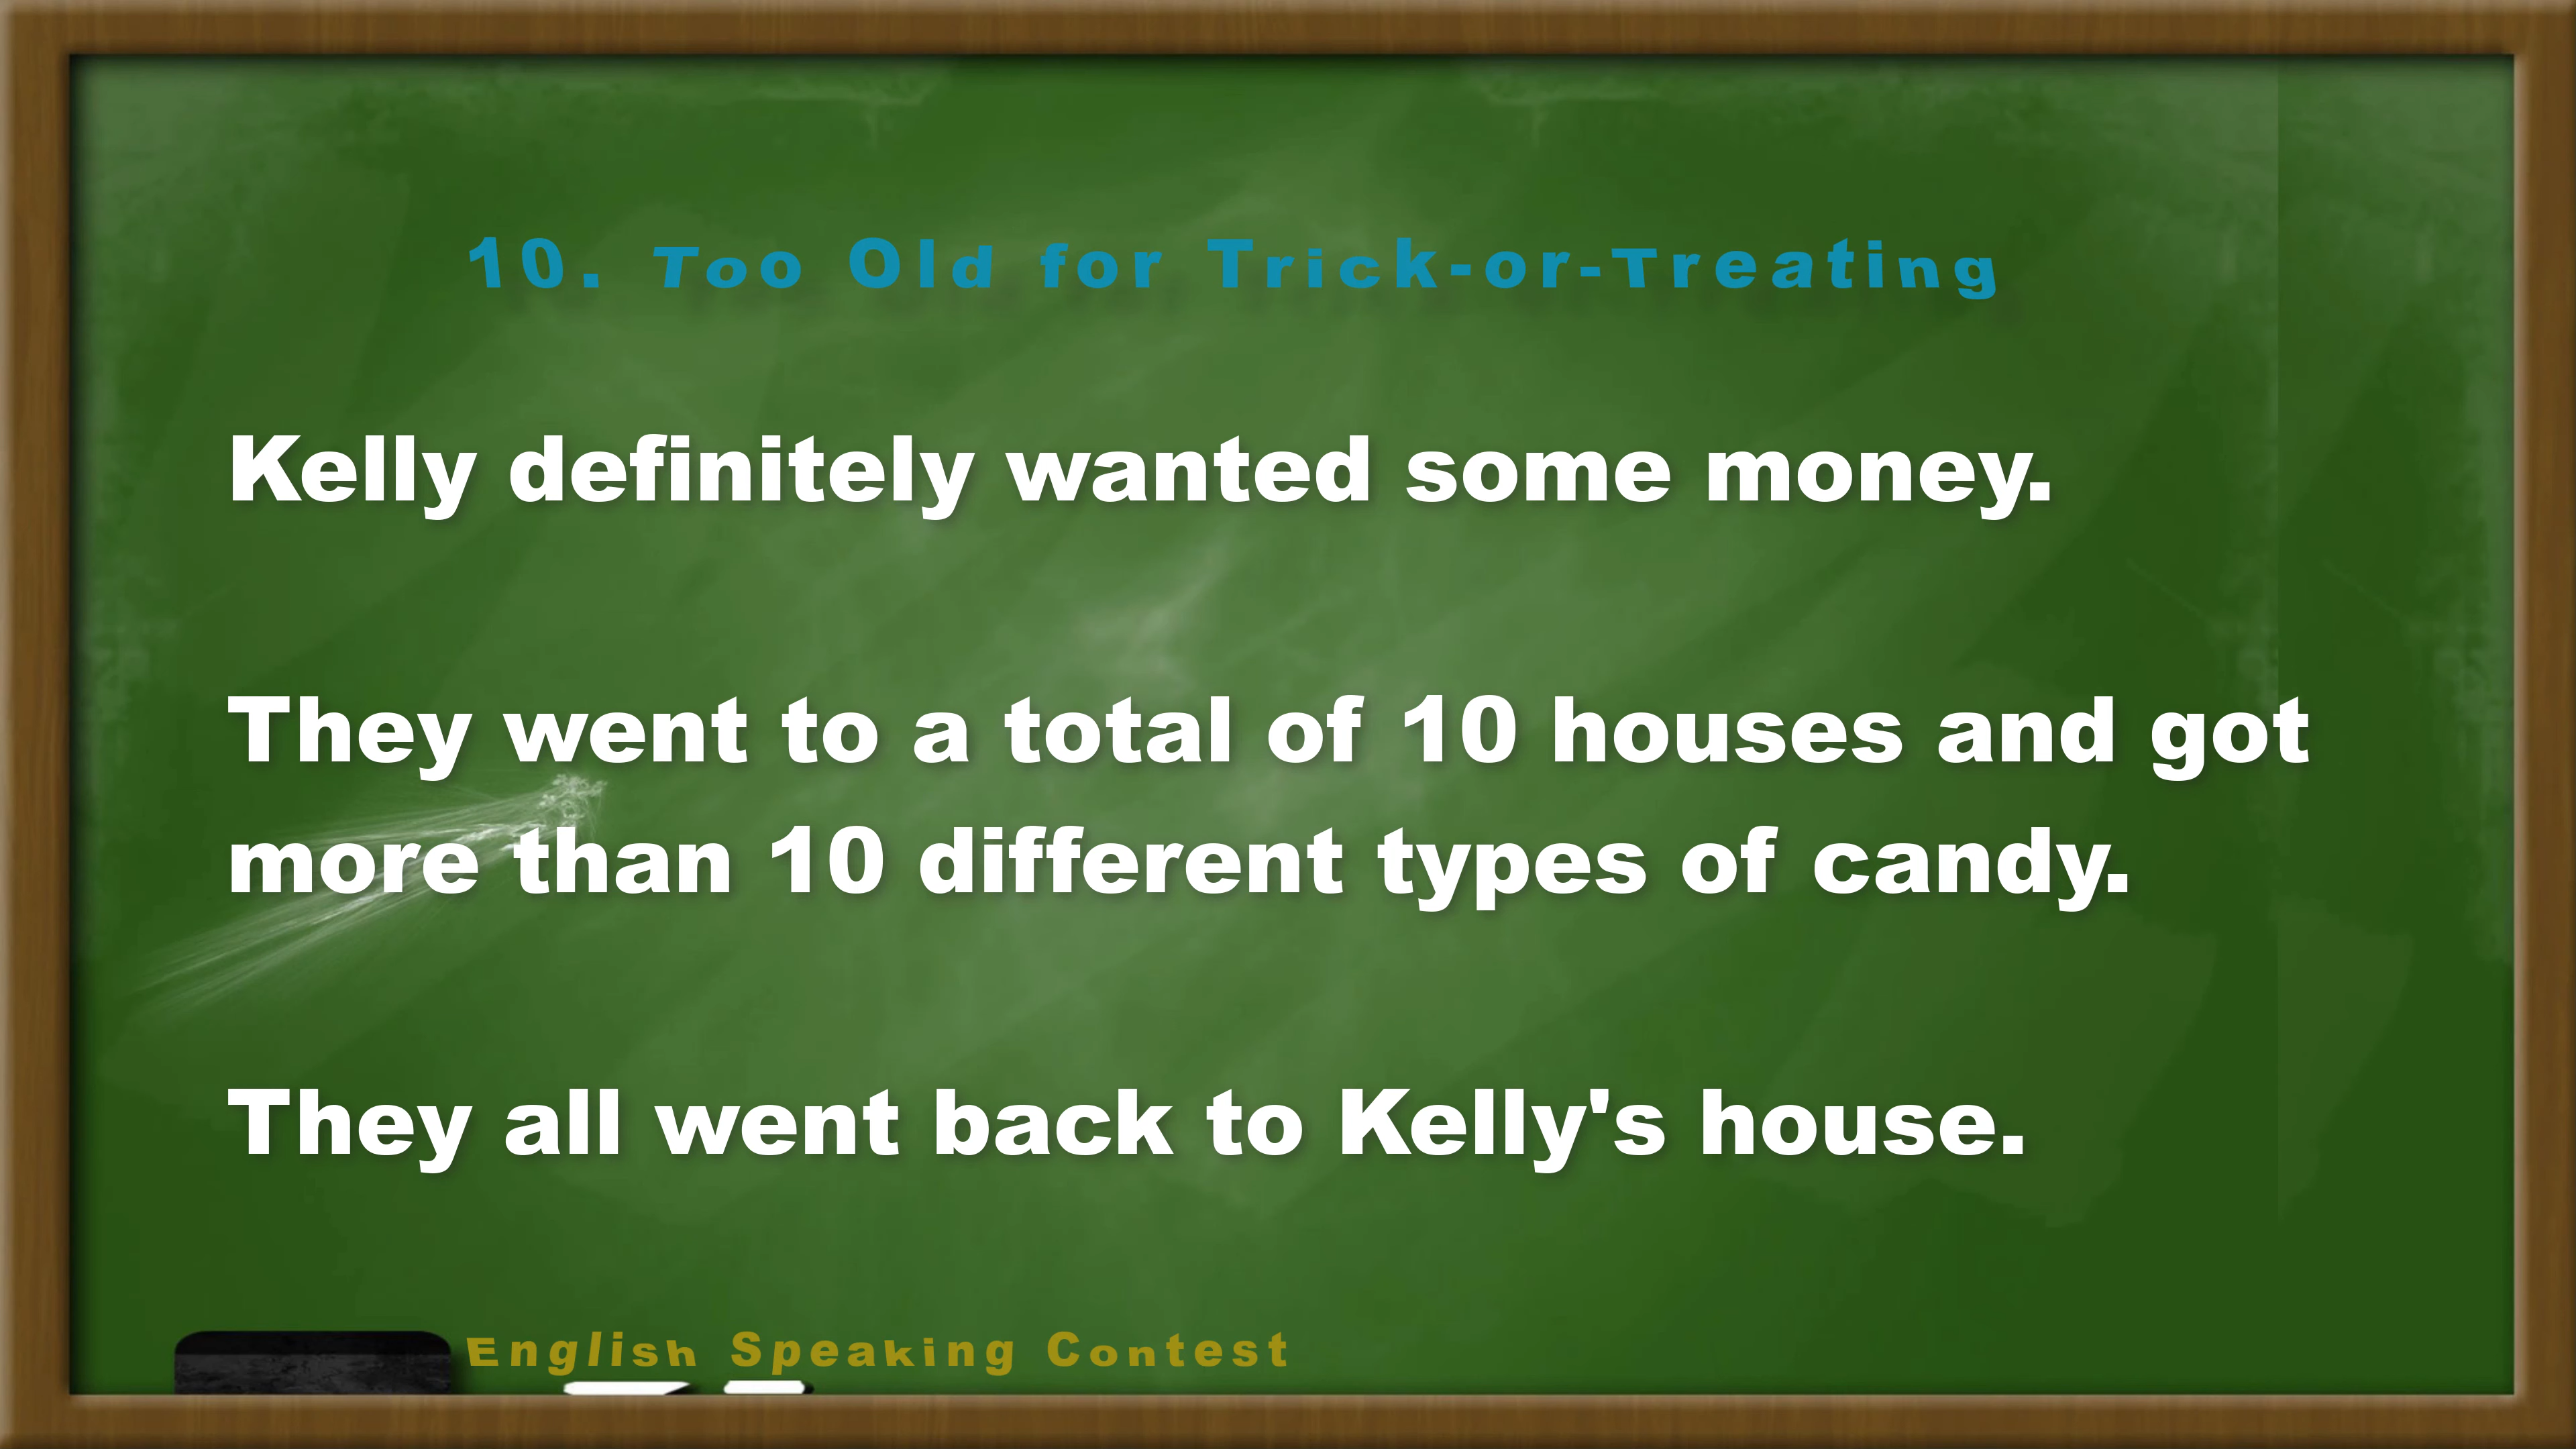 10. Too Old for Trick-or-Treating
Kelly definitely wanted some money.
They went to a total of 10 houses and got
more than 10 different types of candy.
They all went back to Kelly's house.
English Speaking Contest